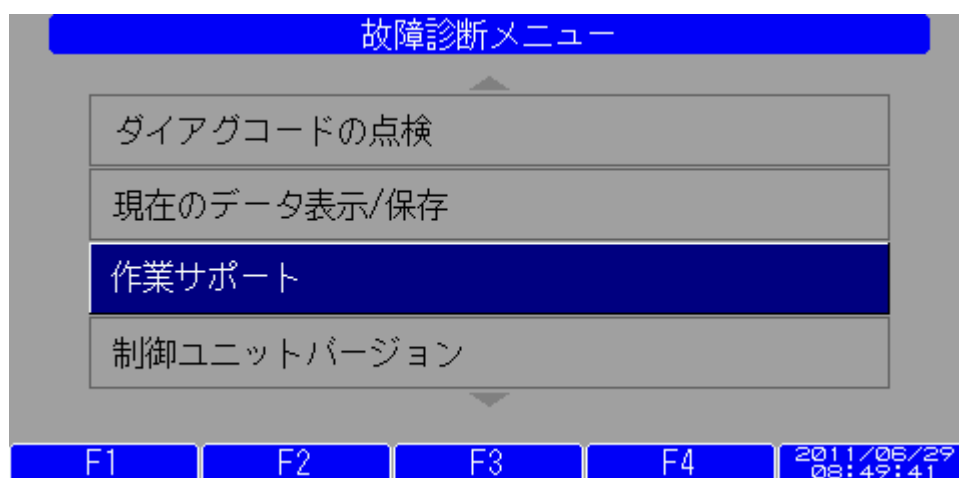 故障診断メニュー
ダイアグコードの点検
現在のデータ表示/保存
作業サポート
制御ユニットバージョン
F1 F2 F3 F4 2011/06/29
08:49:41